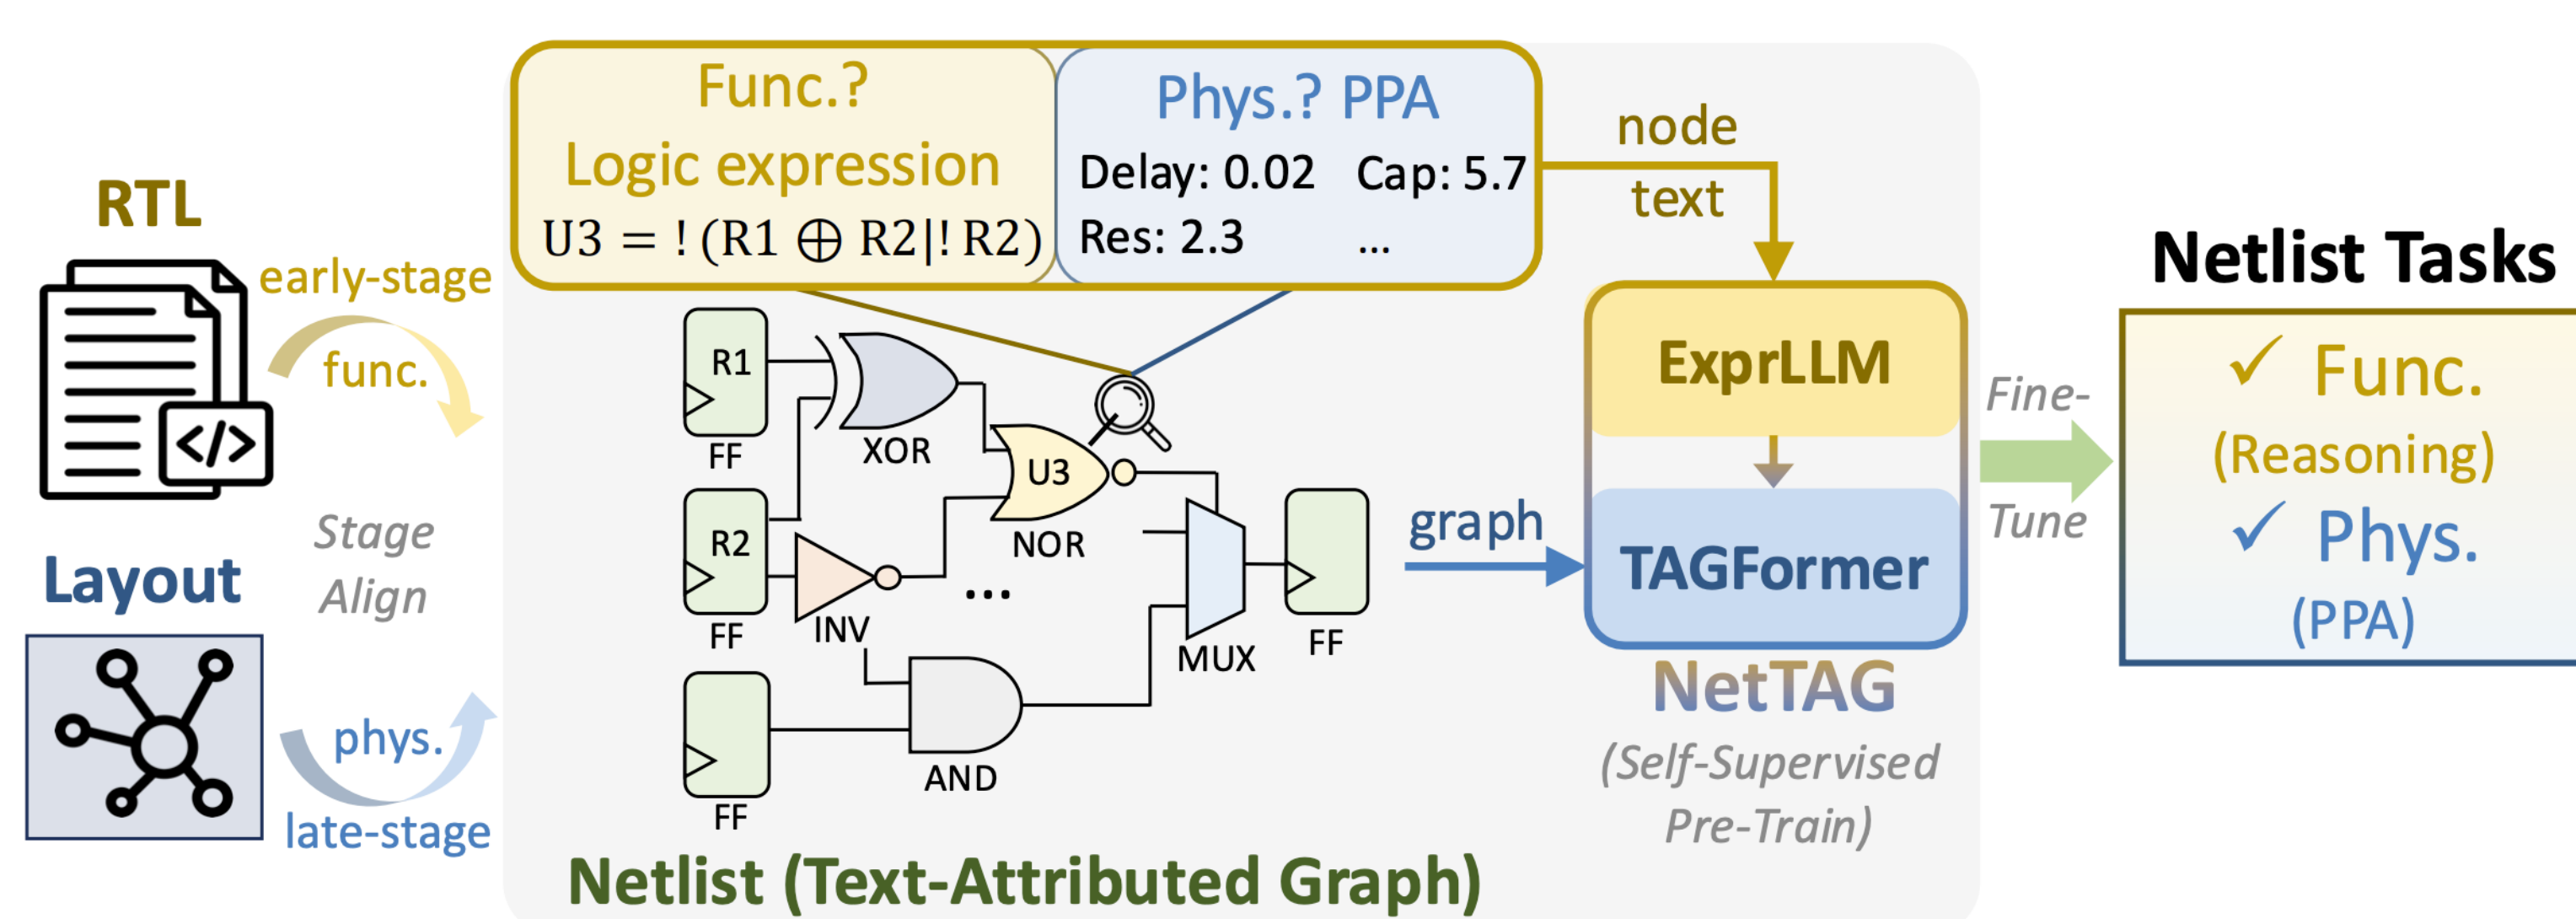 RTL
early-stage
func.
</>
Stage
Align
Layout
phys.
late-stage
Func.?
Logic expression
U3 = ! (R1 ⊕ R2|! R2)
Phys.? PPA
Delay: 0.02 Cap: 5.7
Res: 2.3 ...
node
text
R1
FF
XOR
U3
NOR
R2
FF
INV
...
MUX
FF
AND
FF
graph
Netlist (Text-Attributed Graph)
ExprLLM
TAGFormer
NetTAG
(Self-Supervised
Pre-Train)
Fine-
Tune
Netlist Tasks
✓ Func.
(Reasoning)
✓ Phys.
(PPA)